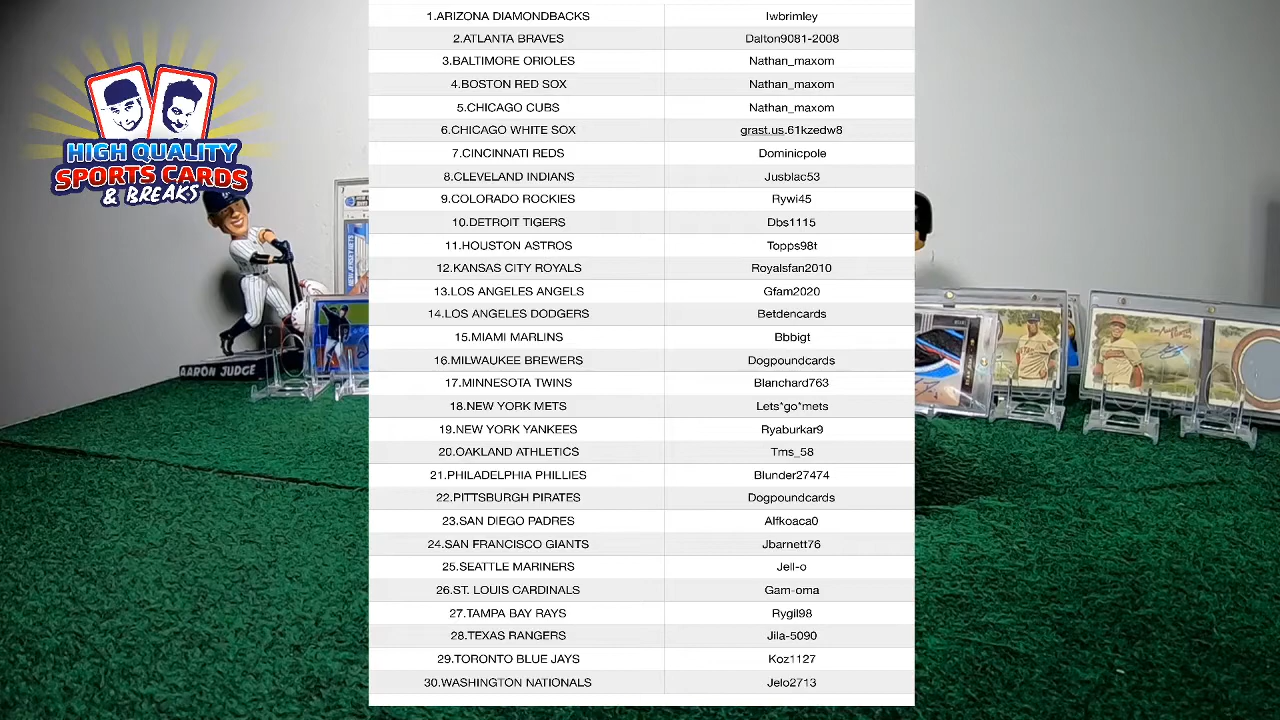 HIGH QUALITY
SPORTS CARDS
& BREAKS
AARON JUDGE
1.ARIZONA DIAMONDBACKS Iwbrimley
2.ATLANTA BRAVES Dalton9081-2008
3.BALTIMORE ORIOLES Nathan_maxom
4.BOSTON RED SOX Nathan_maxom
5.CHICAGO CUBS Nathan_maxom
6.CHICAGO WHITE SOX grast.us.61kzedw8
7.CINCINNATI REDS Dominicpole
8.CLEVELAND INDIANS Jusblac53
9.COLORADO ROCKIES Rywi45
10.DETROIT TIGERS Dbs1115
11.HOUSTON ASTROS Topps98t
12.KANSAS CITY ROYALS Royalsfan2010
13.LOS ANGELES ANGELS Gfam2020
14.LOS ANGELES DODGERS Betdencards
15.MIAMI MARLINS Bbbigt
16.MILWAUKEE BREWERS Dogpoundcards
17.MINNESOTA TWINS Blanchard763
18.NEW YORK METS Lets*go*mets
19.NEW YORK YANKEES Ryaburkar9
20.OAKLAND ATHLETICS Tms_58
21.PHILADELPHIA PHILLIES Blunder27474
22.PITTSBURGH PIRATES Dogpoundcards
23.SAN DIEGO PADRES Alfkoaca0
24.SAN FRANCISCO GIANTS Jbarnett76
25.SEATTLE MARINERS Jell-o
26.ST. LOUIS CARDINALS Gam-oma
27.TAMPA BAY RAYS Rygil98
28.TEXAS RANGERS Jila-5090
29.TORONTO BLUE JAYS Koz1127
30.WASHINGTON NATIONALS Jelo2713